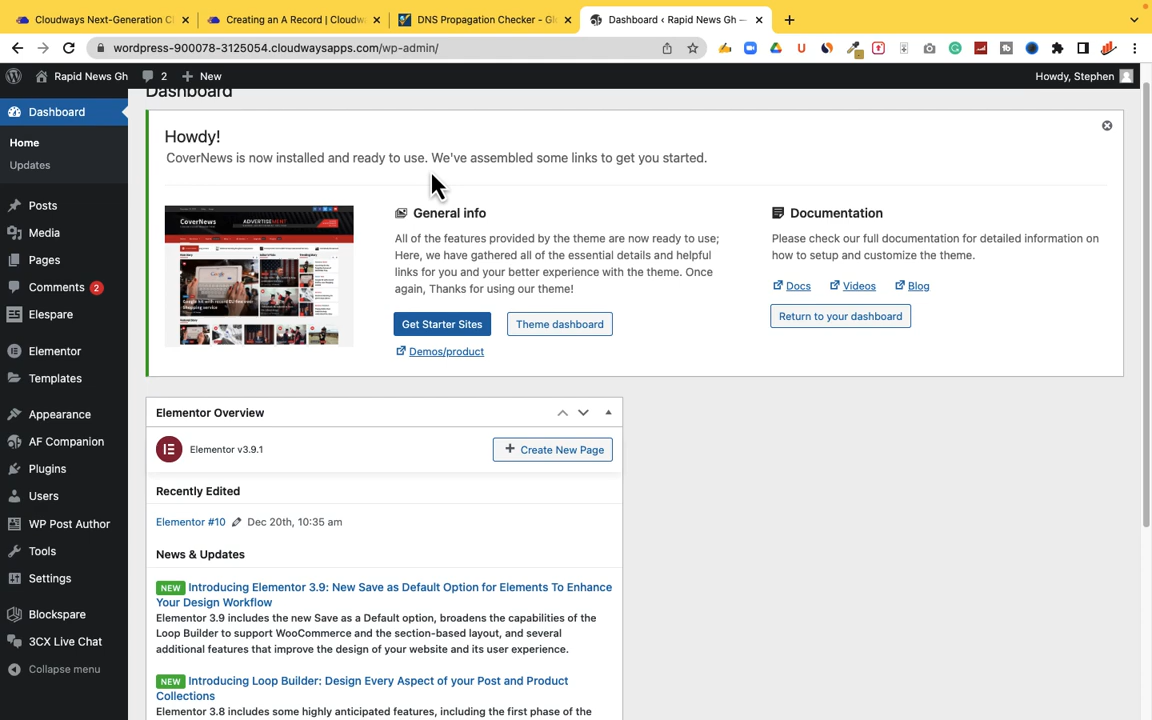 Cloudways Next-Generation C
Creating an A Record | Cloudw
DNS Propagation Checker - Gl
Dashboard ‹ Rapid News Gh —
wordpress-900078-3125054.cloudwaysapps.com/wp-admin/
Rapid News Gh
2
New
Howdy, Stephen
Dashboard
Home
Updates
Posts
Media
Pages
Comments 2
Elespare
Elementor
Templates
Appearance
AF Companion
Plugins
Users
WP Post Author
Tools
Settings
Blockspare
3CX Live Chat
Collapse menu
Dashboard
Howdy!
CoverNews is now installed and ready to use. We've assembled some links to get you started.
CoverNews
ADVERTISEMENT
General info
All of the features provided by the theme are now ready to use;
Here, we have gathered all of the essential details and helpful
links for you and your better experience with the theme. Once
again, Thanks for using our theme!
Get Starter Sites
Theme dashboard
Demos/product
Documentation
Please check our full documentation for detailed information on
how to setup and customize the theme.
Docs
Videos
Blog
Return to your dashboard
Elementor Overview
Elementor v3.9.1
Create New Page
Recently Edited
Elementor #10 Dec 20th, 10:35 am
News & Updates
NEW Introducing Elementor 3.9: New Save as Default Option for Elements To Enhance
Your Design Workflow
Elementor 3.9 includes the new Save as a Default option, broadens the capabilities of the
Loop Builder to support WooCommerce and the section-based layout, and several
additional features that improve the design of your website and its user experience.
NEW Introducing Loop Builder: Design Every Aspect of your Post and Product
Collections
Elementor 3.8 includes some highly anticipated features, including the first phase of the